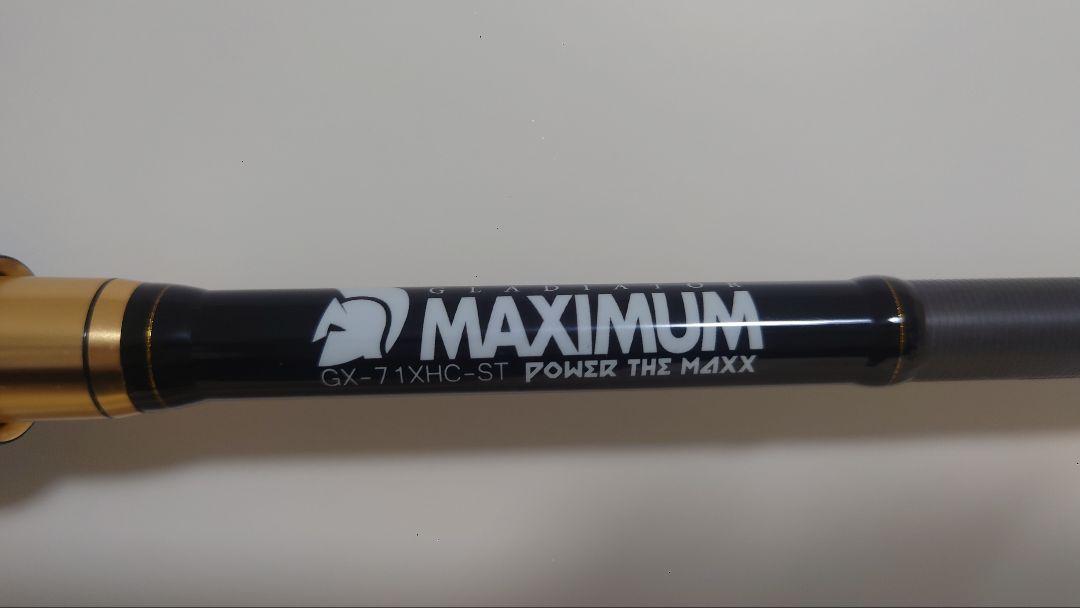 GLADIATOR
MAXIMUM
GX-71XHC-ST POWER THE MAXX